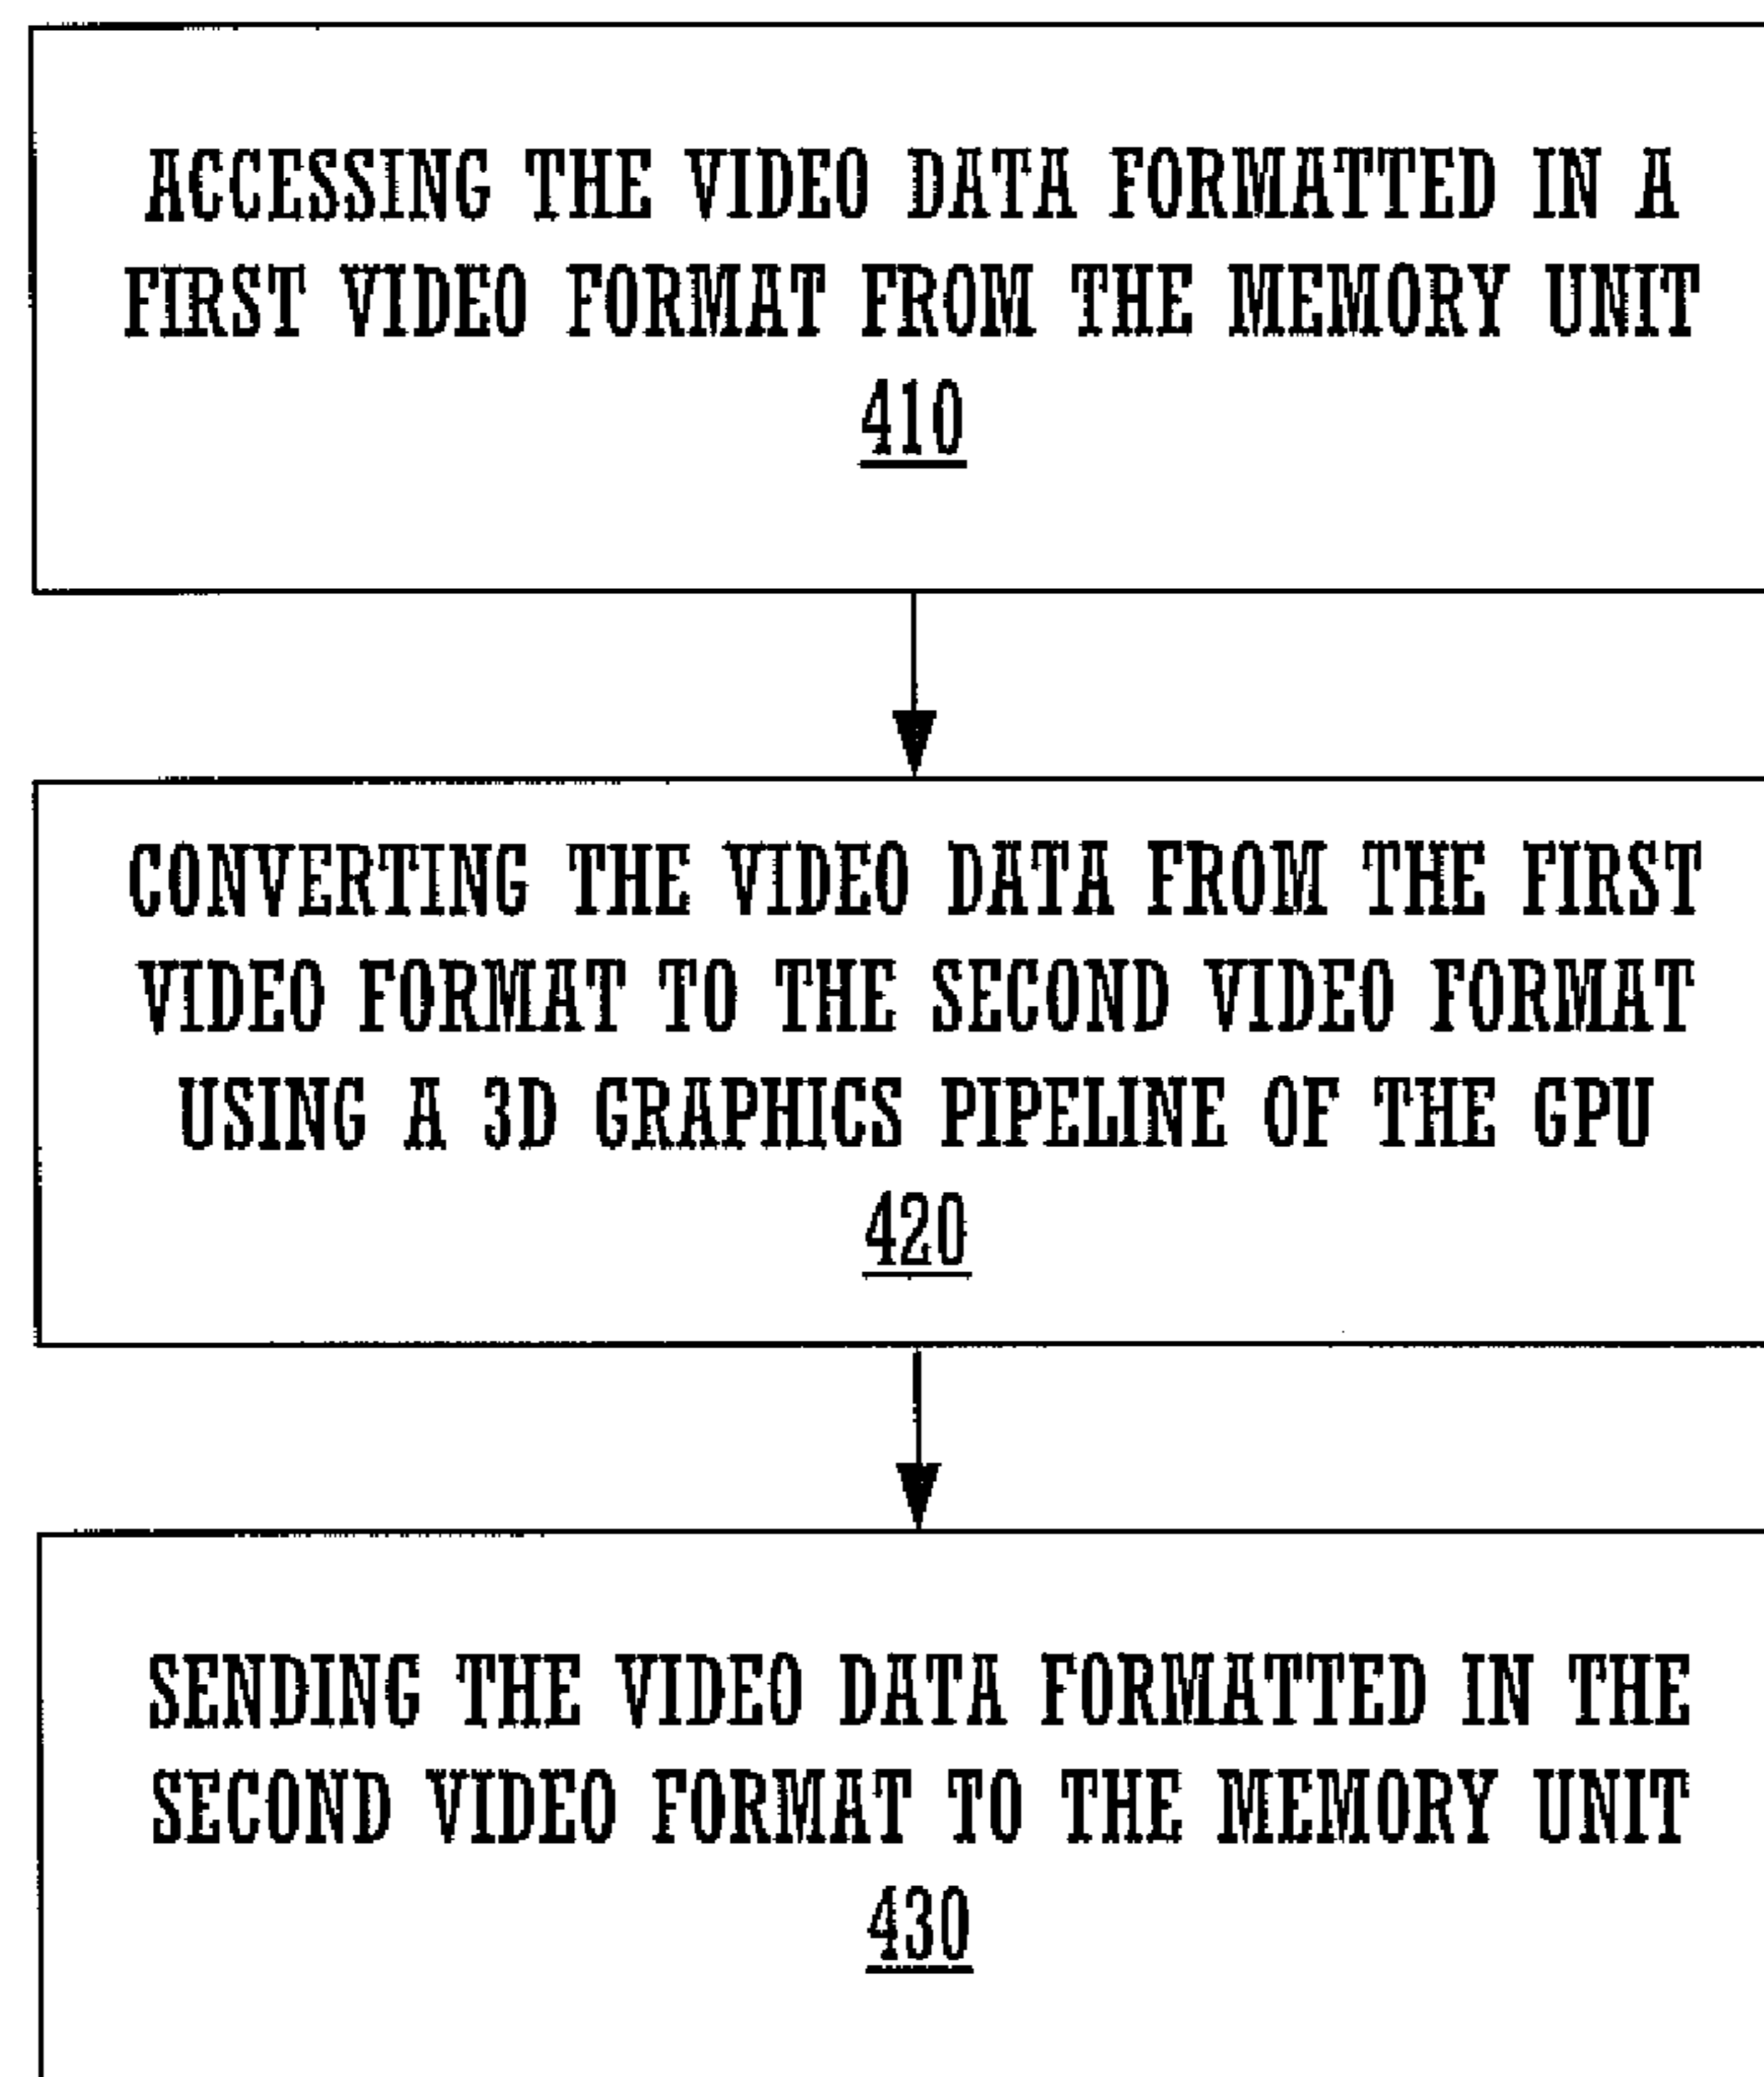 ACCESSING THE VIDEO DATA FORMATTED IN A
FIRST VIDEO FORMAT FROM THE MEMORY UNIT
410
CONVERTING THE VIDEO DATA FROM THE FIRST
VIDEO FORMAT TO THE SECOND VIDEO FORMAT
USING A 3D GRAPHICS PIPELINE OF THE GPU
420
SENDING THE VIDEO DATA FORMATTED IN THE
SECOND VIDEO FORMAT TO THE MEMORY UNIT
430